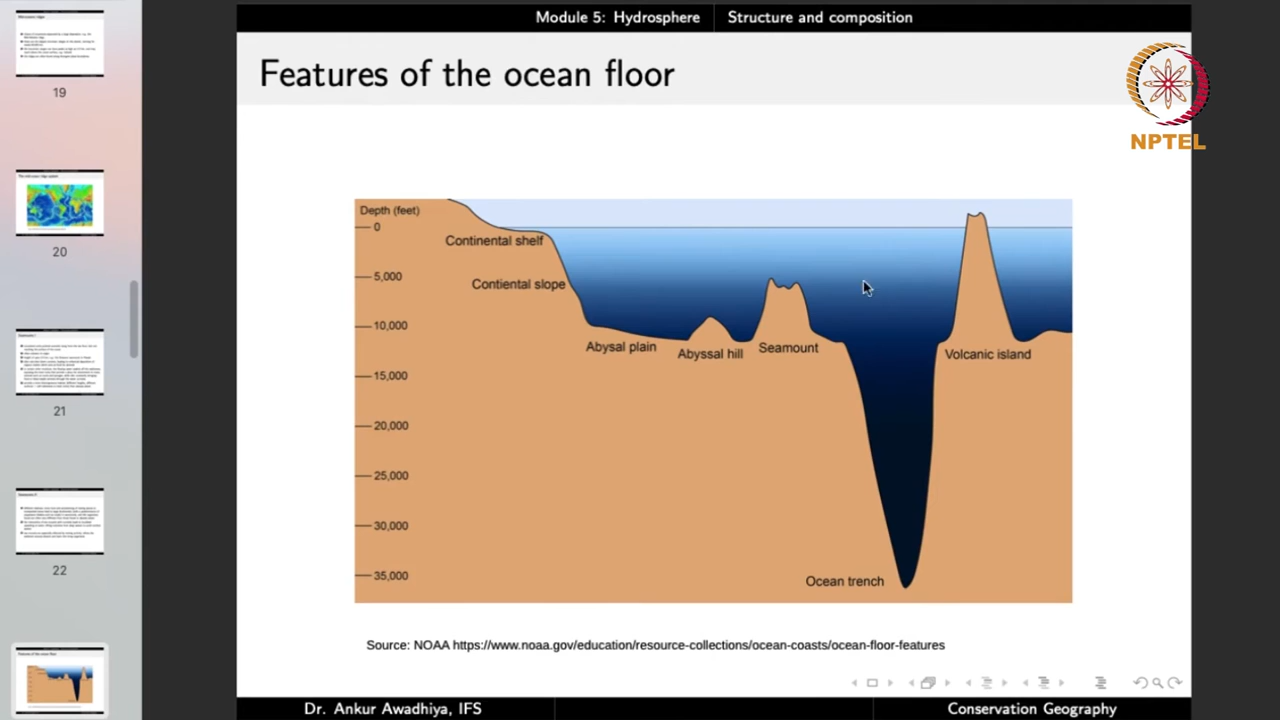 Module 5: Hydrosphere Structure and composition
Features of the ocean floor
NPTEL
Depth (feet)
0
Continental shelf
5,000
Contiental slope
10,000
Abysal plain
Abyssal hill
Seamount
Volcanic island
15,000
20,000
25,000
30,000
35,000
Ocean trench
Source: NOAA https://www.noaa.gov/education/resource-collections/ocean-coasts/ocean-floor-features
Dr. Ankur Awadhiya, IFS Conservation Geography
19
20
21
22